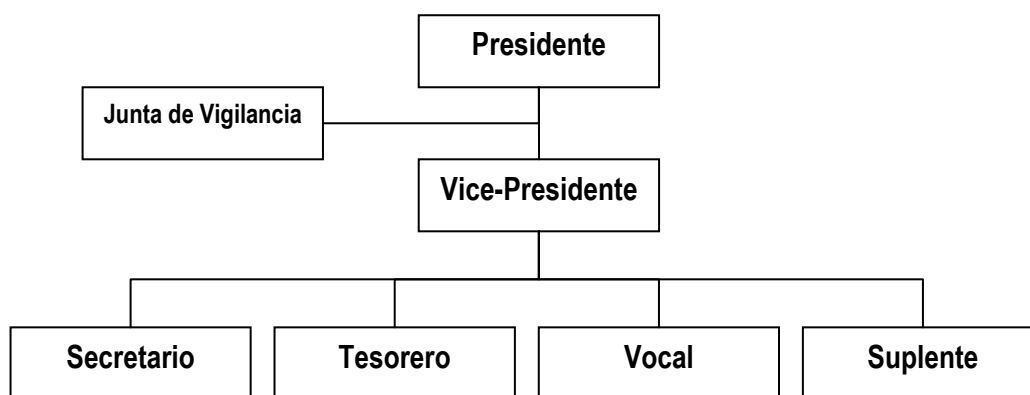 Presidente
Junta de Vigilancia
Vice-Presidente
Secretario
Tesorero
Vocal
Suplente